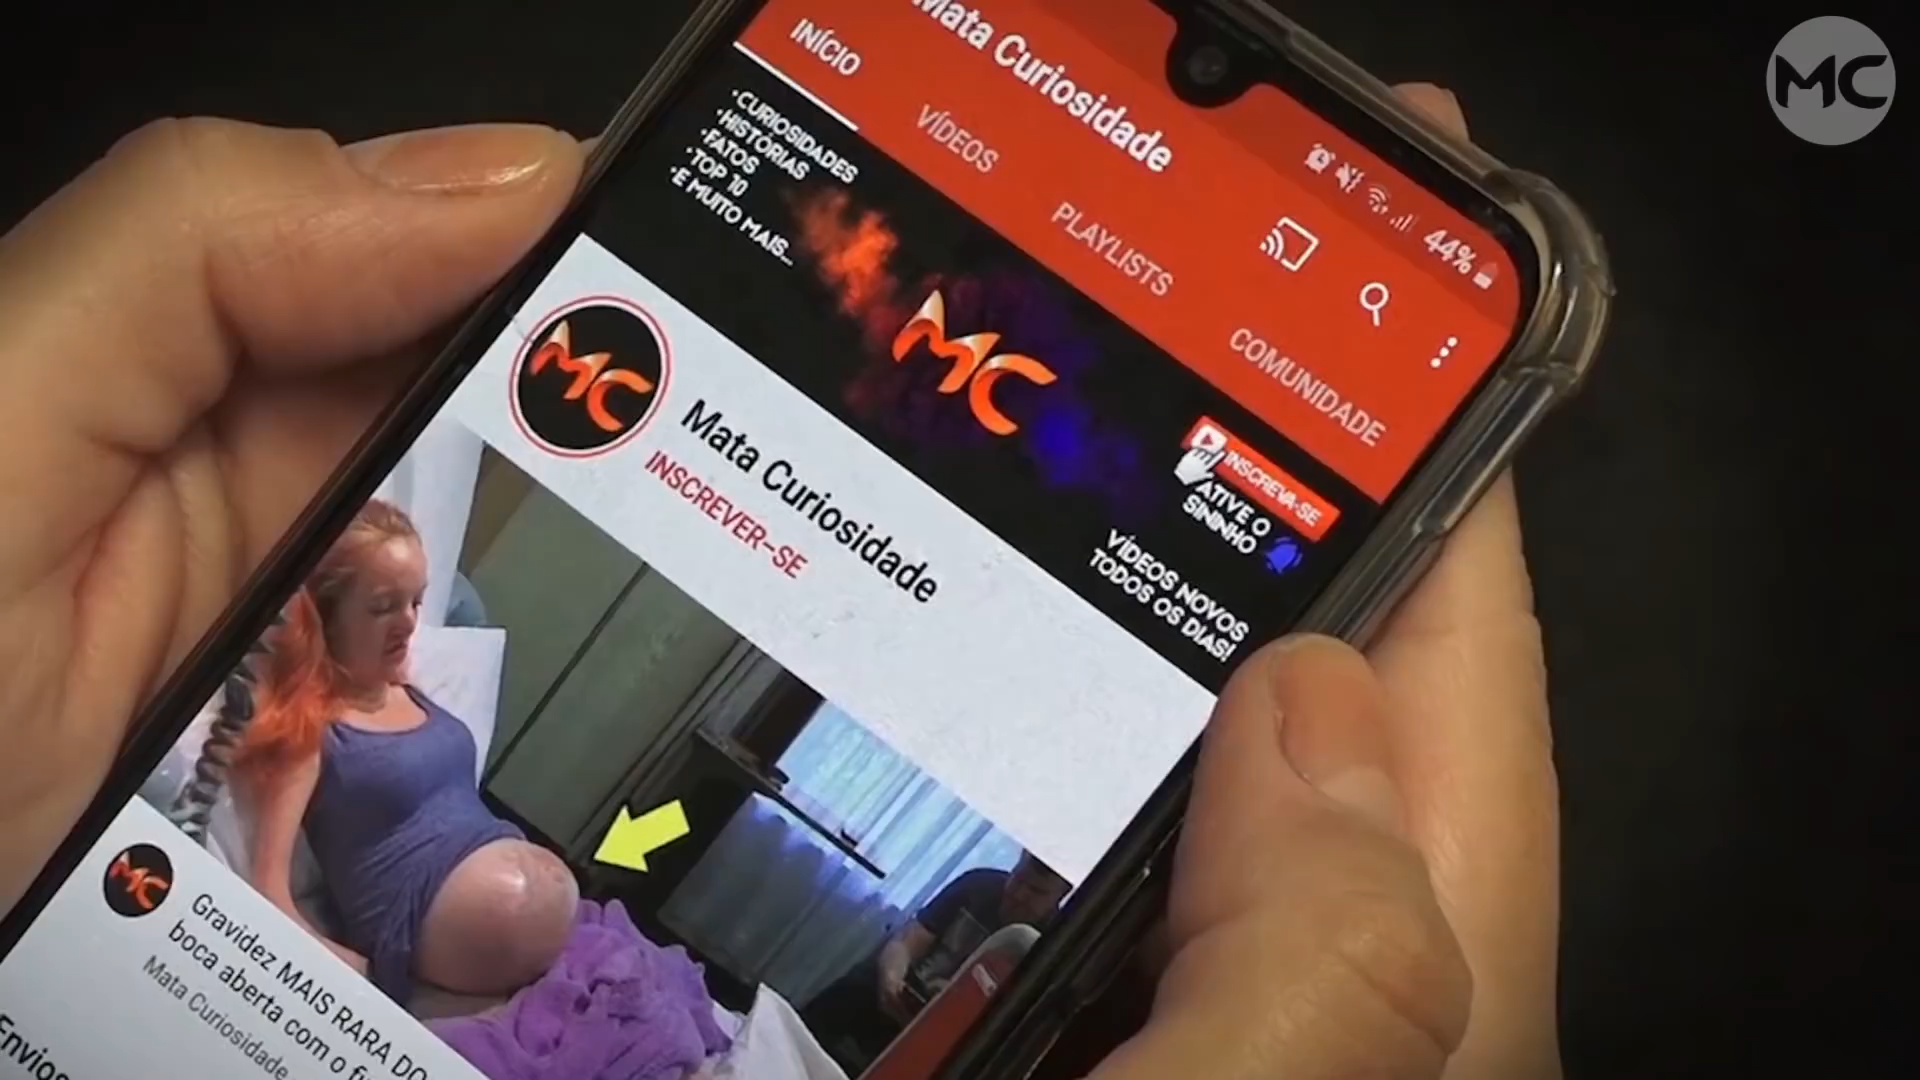 MC
Mata Curiosidade
44%
INÍCIO
VÍDEOS
PLAYLISTS
COMUNIDADE
•CURIOSIDADES
•HISTÓRIAS
•FATOS
•TOP 10
•E MUITO MAIS...
MC
INSCREVA-SE
ATIVE O
SININHO
VÍDEOS NOVOS
TODOS OS DIAS!
MC
Mata Curiosidade
INSCREVER-SE
MC
Gravidez MAIS RARA DO
boca aberta com o
Mata Curiosidade
Envios